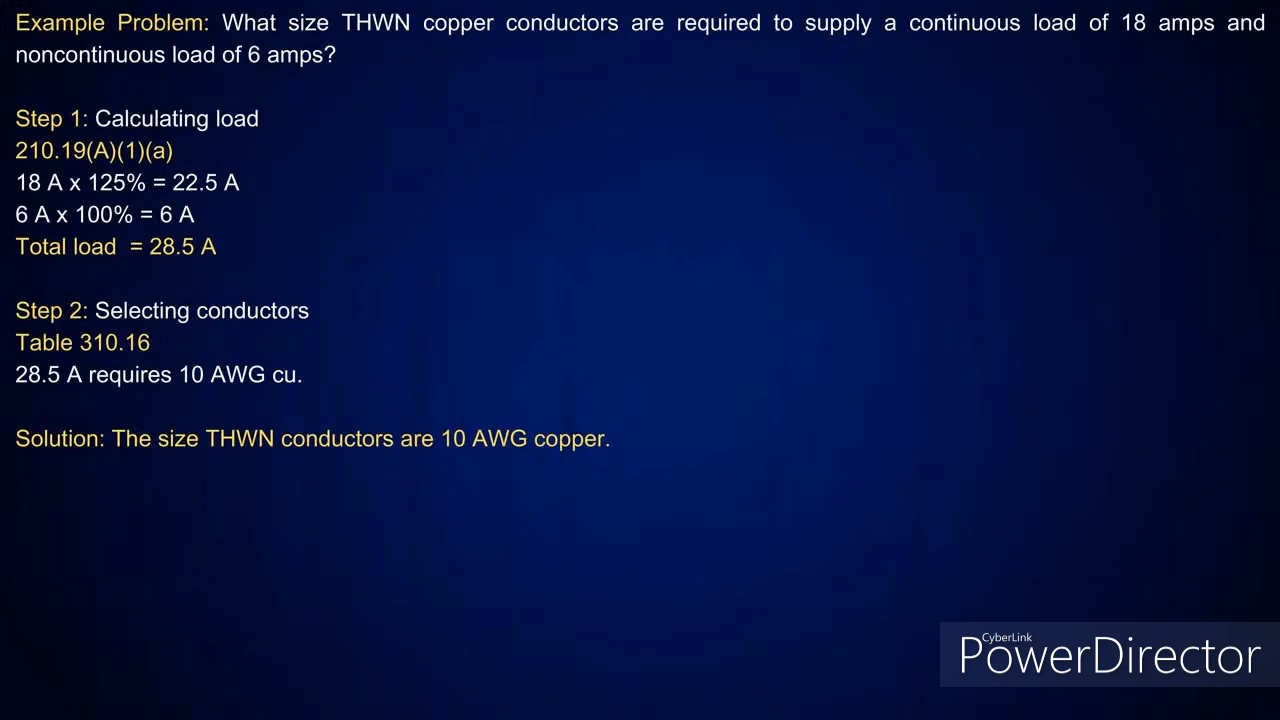 Example Problem: What size THWN copper conductors are required to supply a continuous load of 18 amps and
noncontinuous load of 6 amps?
Step 1: Calculating load
210.19(A)(1)(a)
18 A x 125% = 22.5 A
6 A x 100% = 6 A
Total load = 28.5 A
Step 2: Selecting conductors
Table 310.16
28.5 A requires 10 AWG cu.
Solution: The size THWN conductors are 10 AWG copper.
CyberLink
PowerDirector